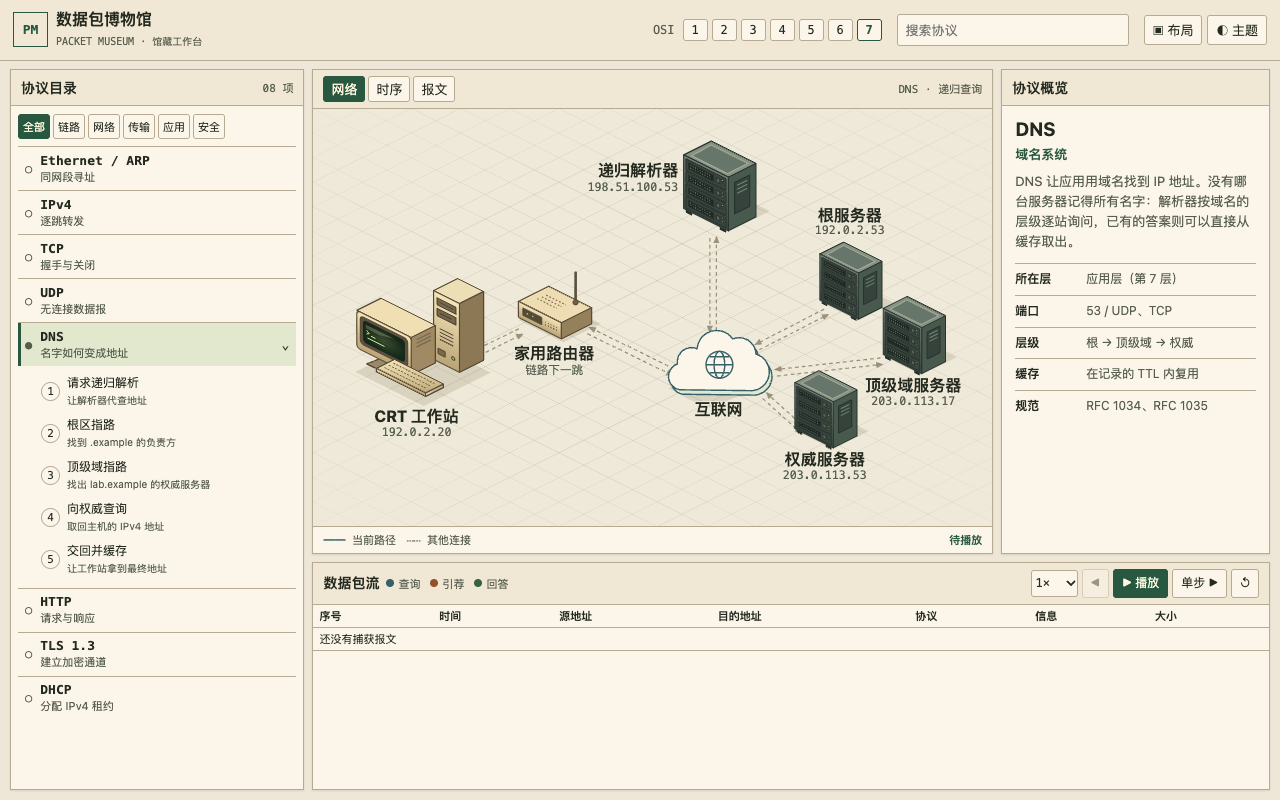 PM
数据包博物馆
PACKET MUSEUM · 馆藏工作台
OSI 1 2 3 4 5 6 7
搜索协议
▣ 布局
◐ 主题
协议目录
08 项
全部 链路 网络 传输 应用 安全
Ethernet / ARP
同网段寻址
IPv4
逐跳转发
TCP
握手与关闭
UDP
无连接数据报
DNS
名字如何变成地址
1 请求递归解析
让解析器代查地址
2 根区指路
找到 .example 的负责方
3 顶级域指路
找出 lab.example 的权威服务器
4 向权威查询
取回主机的 IPv4 地址
5 交回并缓存
让工作站拿到最终地址
HTTP
请求与响应
TLS 1.3
建立加密通道
DHCP
分配 IPv4 租约
网络 时序 报文
DNS · 递归查询
递归解析器
198.51.100.53
根服务器
192.0.2.53
家用路由器
链路下一跳
CRT 工作站
192.0.2.20
互联网
顶级域服务器
203.0.113.17
权威服务器
203.0.113.53
当前路径 其他连接
待播放
协议概览
DNS
域名系统
DNS 让应用用域名找到 IP 地址。没有哪
台服务器记得所有名字：解析器按域名的
层级逐站询问，已有的答案则可以直接从
缓存取出。
所在层 应用层（第 7 层）
端口 53 / UDP、TCP
层级 根 → 顶级域 → 权威
缓存 在记录的 TTL 内复用
规范 RFC 1034、RFC 1035
数据包流 查询 引荐 回答
1×
▶ 播放
单步 ▶
序号 时间 源地址 目的地址 协议 信息 大小
还没有捕获报文